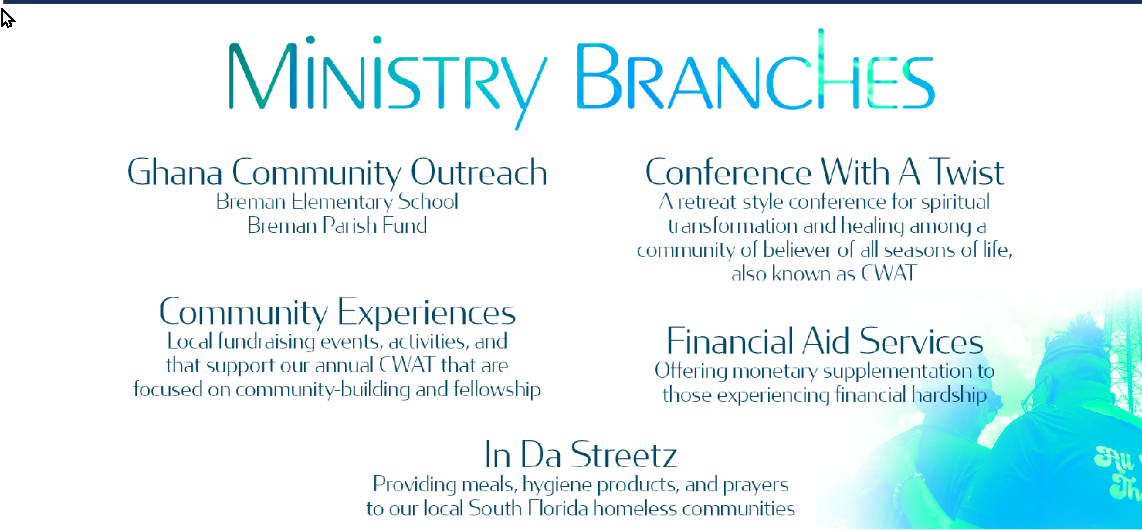 Ministry Branches
Ghana Community Outreach
Breman Elementary School
Breman Parish Fund
Conference With A Twist
A retreat style conference for spiritual
transformation and healing among a
community of believer of all seasons of life,
also known as CWAT
Community Experiences
Local fundraising events, activities, and
that support our annual CWAT that are
focused on community-building and fellowship
Financial Aid Services
Offering monetary supplementation to
those experiencing financial hardship
In Da Streetz
Providing meals, hygiene products, and prayers
to our local South Florida homeless communities
All
Th